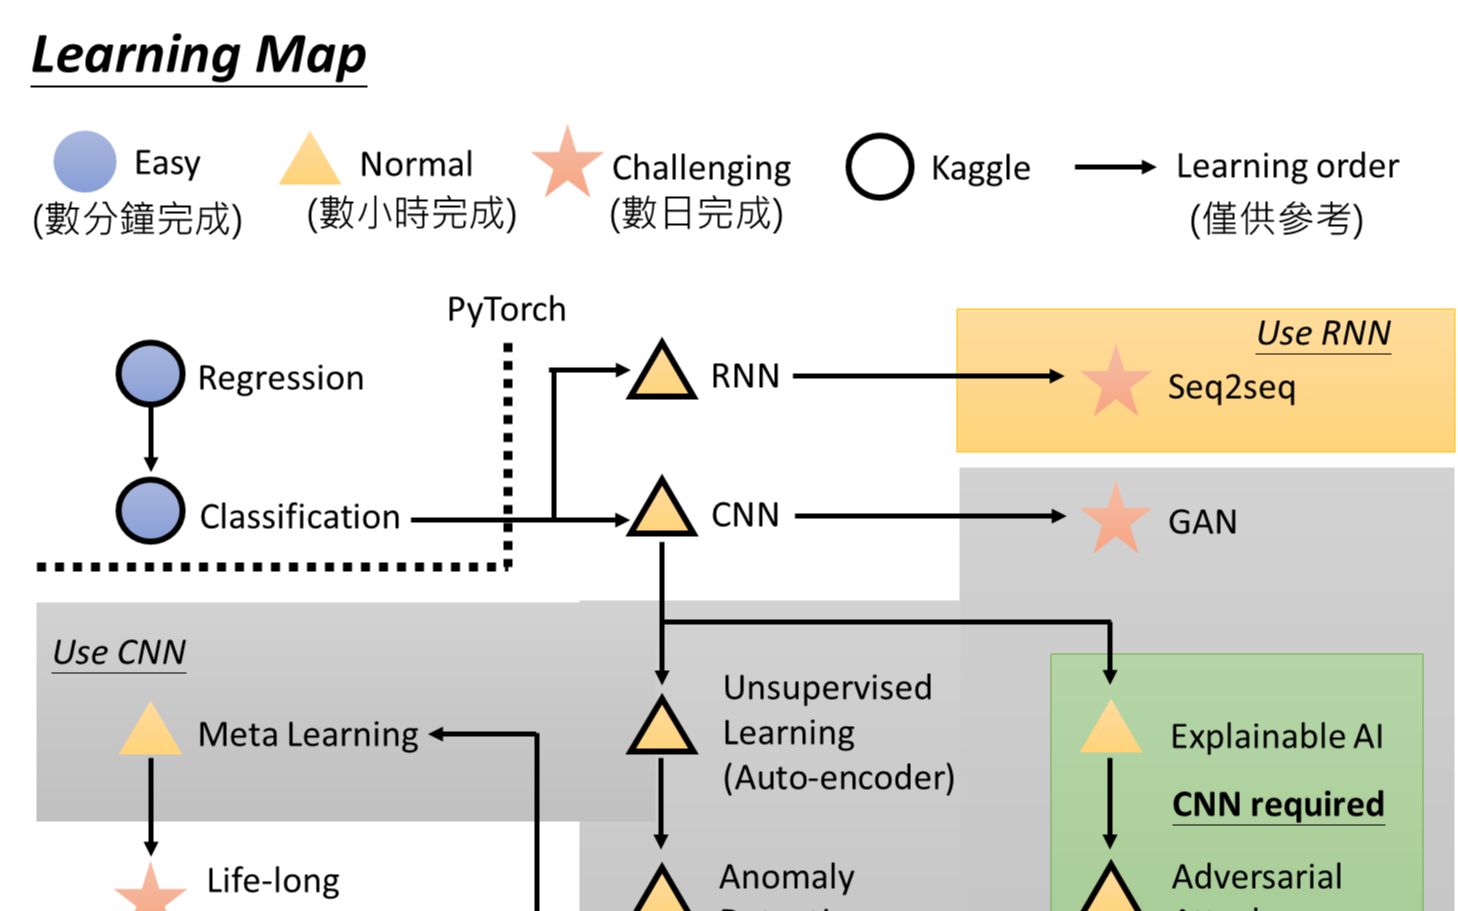 Learning Map
Easy
(數分鐘完成)
Normal
(數小時完成)
Challenging
(數日完成)
Kaggle
Learning order
(僅供參考)
PyTorch
Regression
RNN
Use RNN
Seq2seq
Classification
CNN
GAN
Use CNN
Meta Learning
Unsupervised
Learning
(Auto-encoder)
Explainable AI
CNN required
Life-long
Anomaly
Adversarial